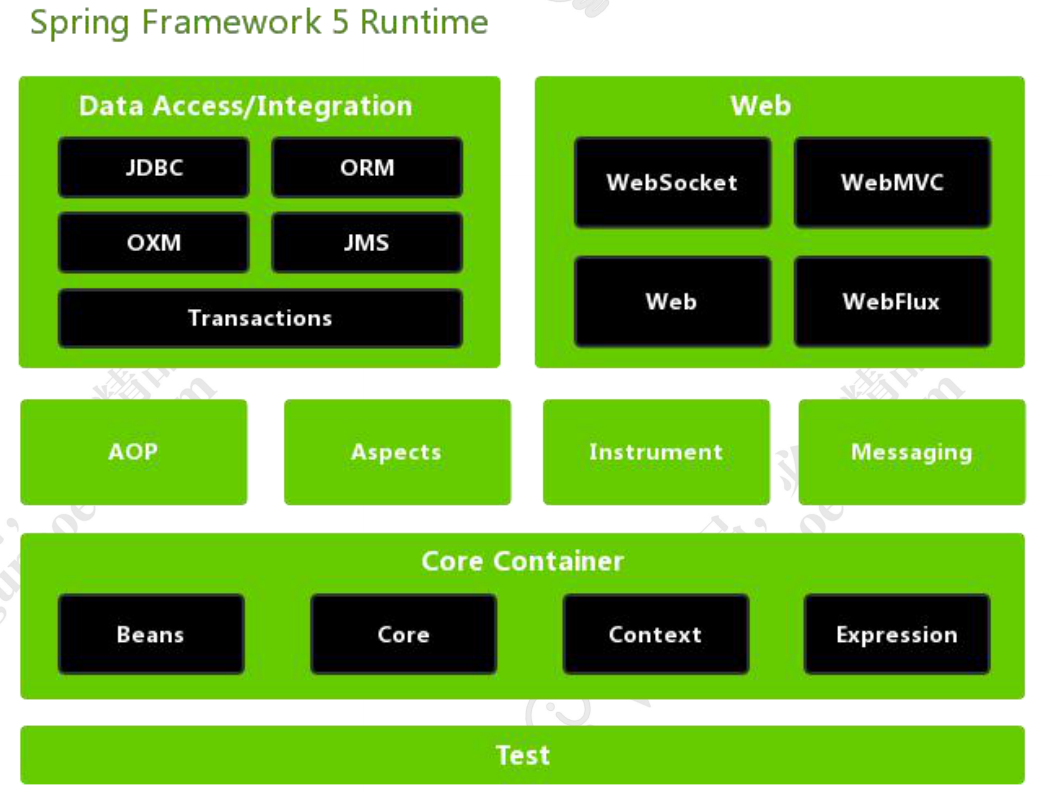 Spring Framework 5 Runtime
Data Access/Integration
JDBC
ORM
OXM
JMS
Transactions
Web
WebSocket
WebMVC
Web
WebFlux
AOP
Aspects
Instrument
Messaging
Core Container
Beans
Core
Context
Expression
Test